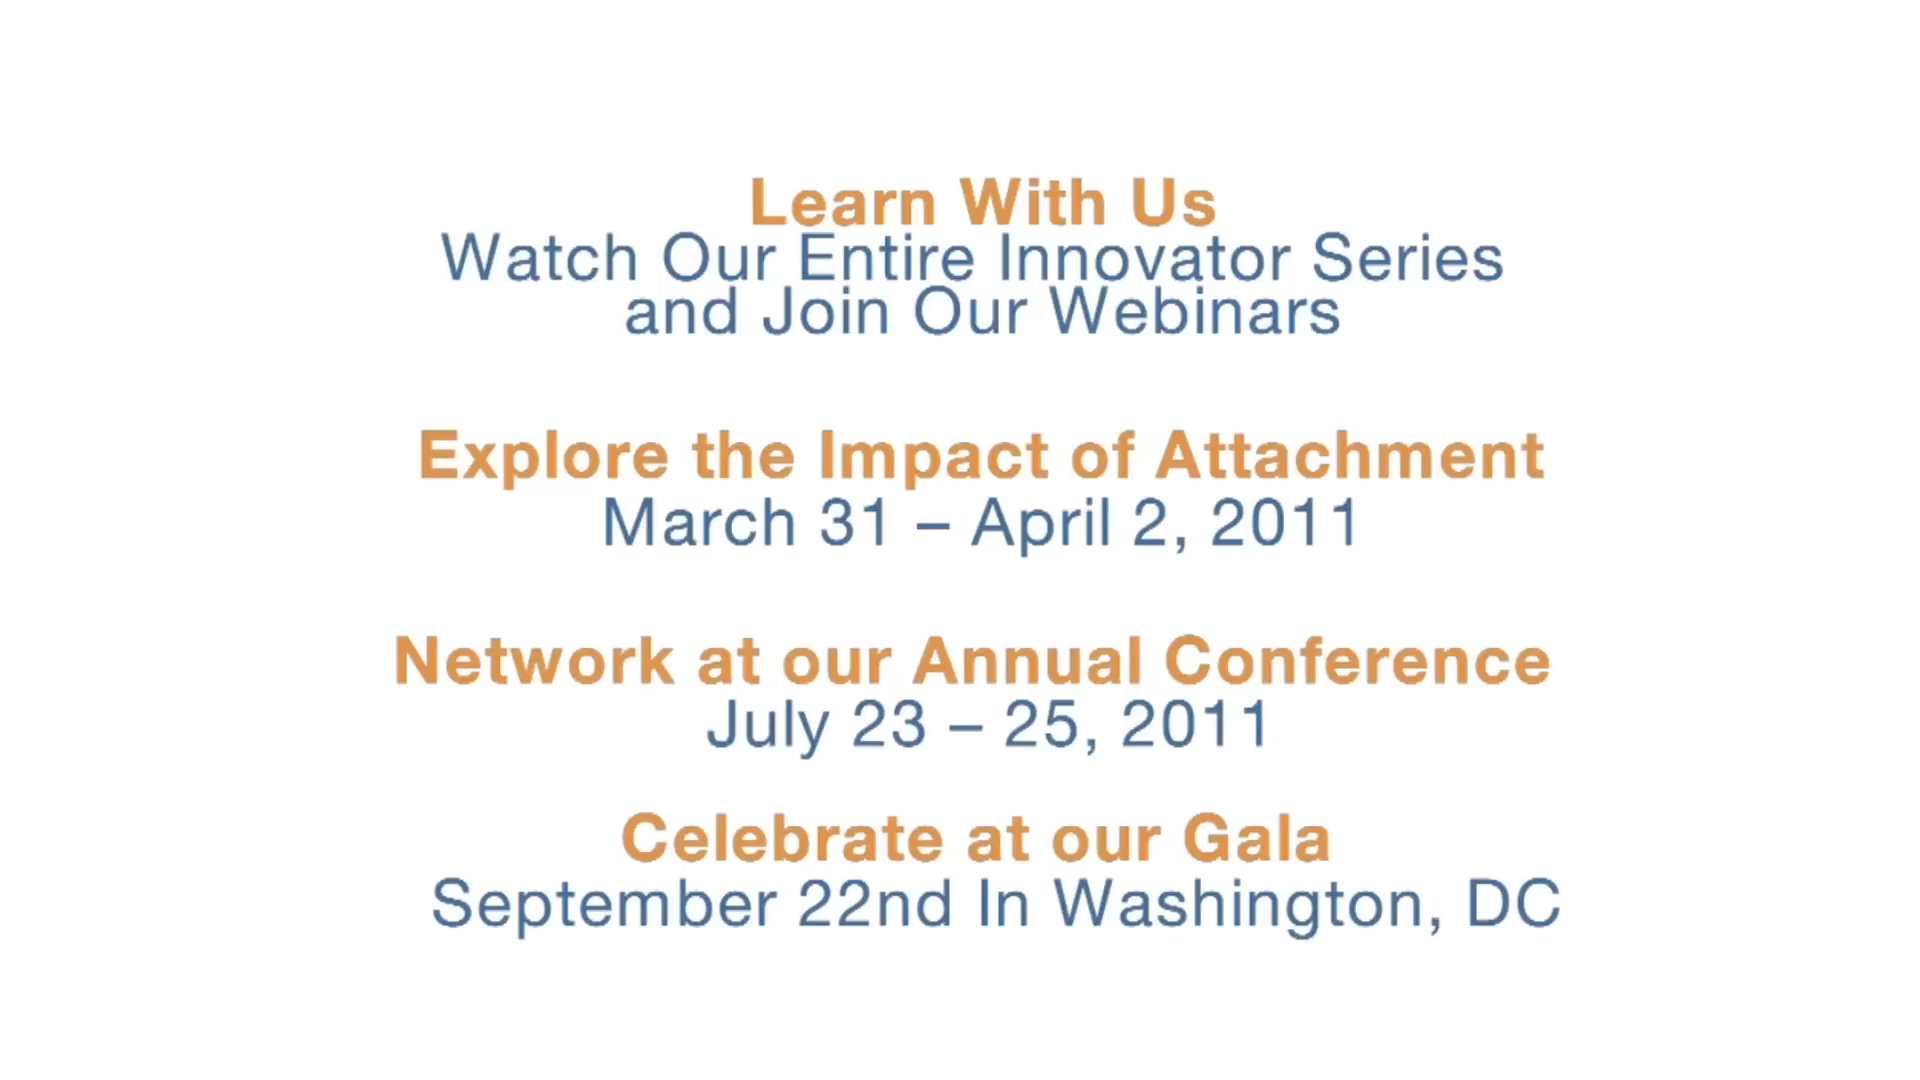 Learn With Us
Watch Our Entire Innovator Series
and Join Our Webinars
Explore the Impact of Attachment
March 31 – April 2, 2011
Network at our Annual Conference
July 23 – 25, 2011
Celebrate at our Gala
September 22nd In Washington, DC